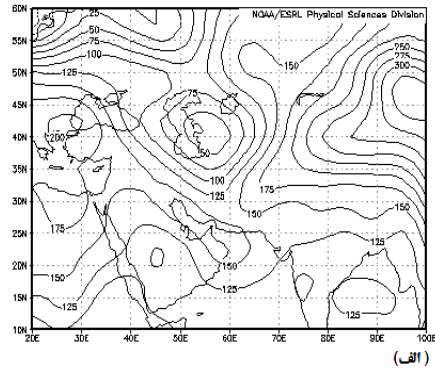 NOAA/ESRL Physical Sciences Division
60N
55N
50N
45N
40N
35N
30N
25N
20N
15N
10N
20E
30E
40E
50E
60E
70E
80E
90E
100E
25
50
75
100
125
150
250
275
300
75
200
50
100
125
175
150
175
150
150
125
125
125
125
(الف)